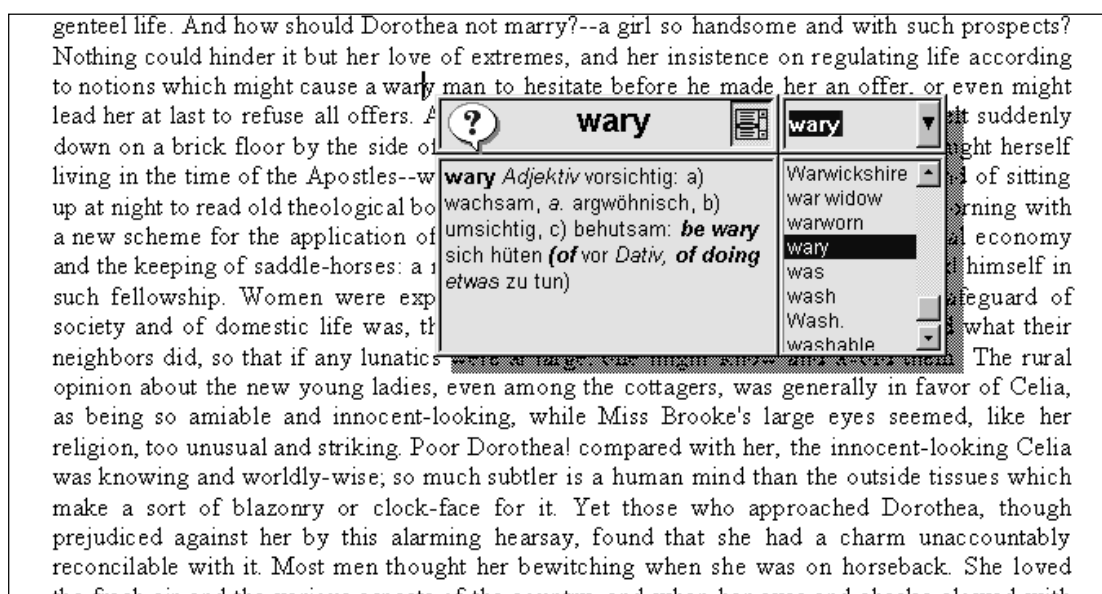 genteel life. And how should Dorothea not marry?--a girl so handsome and with such prospects?
Nothing could hinder it but her love of extremes, and her insistence on regulating life according
to notions which might cause a wary man to hesitate before he made her an offer, or even might
lead her at last to refuse all offers. A suddenly
down on a brick floor by the side of herself
living in the time of the Apostles--w of sitting
up at night to read old theological bo with
a new scheme for the application of economy
and the keeping of saddle-horses: a himself in
such fellowship. Women were exp of
society and of domestic life was, what their
neighbors did, so that if any lunatics The rural
opinion about the new young ladies, even among the cottagers, was generally in favor of Celia,
as being so amiable and innocent-looking, while Miss Brooke's large eyes seemed, like her
religion, too unusual and striking. Poor Dorothea! compared with her, the innocent-looking Celia
was knowing and worldly-wise; so much subtler is a human mind than the outside tissues which
make a sort of blazonry or clock-face for it. Yet those who approached Dorothea, though
prejudiced against her by this alarming hearsay, found that she had a charm unaccountably
reconcilable with it. Most men thought her bewitching when she was on horseback. She loved
?
wary
wary
wary Adjektiv vorsichtig: a)
wachsam, a. argwöhnisch, b)
umsichtig, c) behutsam: be wary
sich hüten (of vor Dativ, of doing
etwas zu tun)
Warwickshire
war widow
warworn
wary
was
wash
Wash.
washable